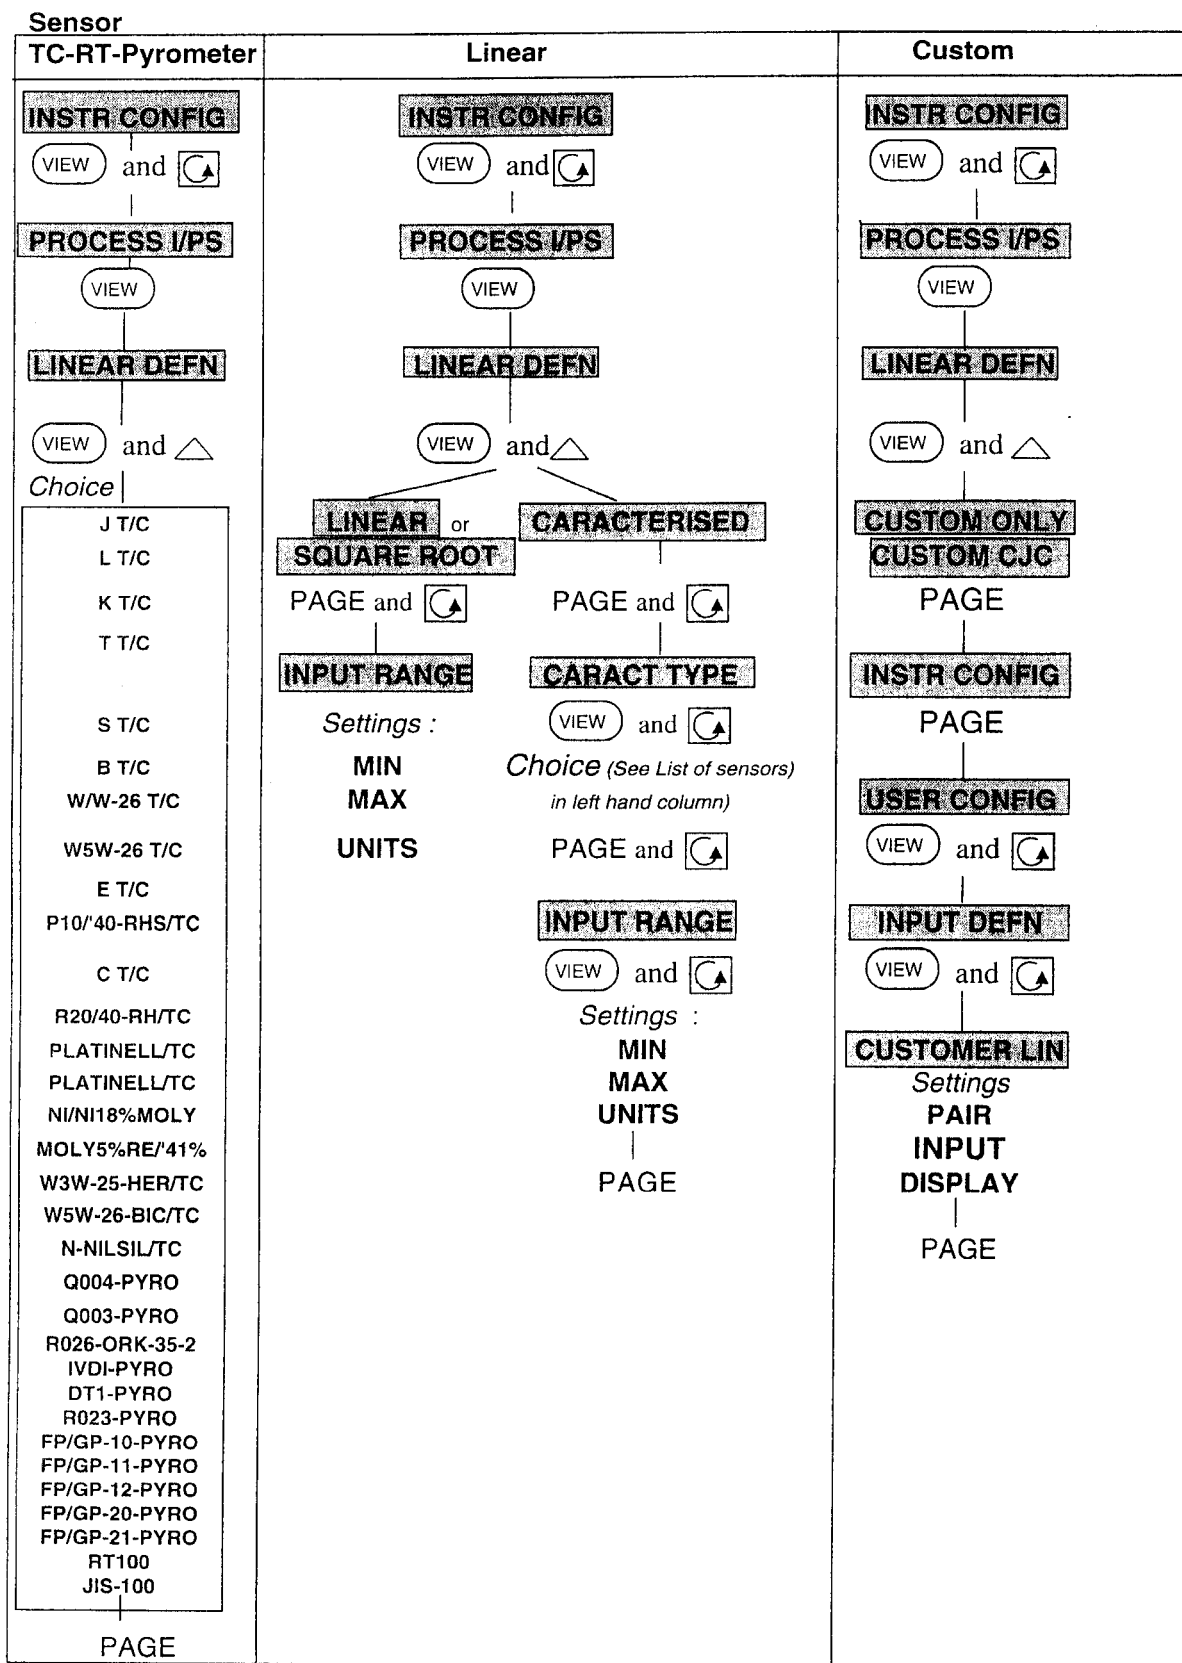 Sensor
TC-RT-Pyrometer
Linear
Custom
INSTR CONFIG
VIEW and
PROCESS I/PS
VIEW
LINEAR DEFN
VIEW and
Choice
J T/C
L T/C
K T/C
T T/C
S T/C
B T/C
W/W-26 T/C
W5W-26 T/C
E T/C
P10/'40-RHS/TC
C T/C
R20/40-RH/TC
PLATINELL/TC
PLATINELL/TC
NI/NI18%MOLY
MOLY5%RE/'41%
W3W-25-HER/TC
W5W-26-BIC/TC
N-NILSIL/TC
Q004-PYRO
Q003-PYRO
R026-ORK-35-2
IVDI-PYRO
DT1-PYRO
R023-PYRO
FP/GP-10-PYRO
FP/GP-11-PYRO
FP/GP-12-PYRO
FP/GP-20-PYRO
FP/GP-21-PYRO
RT100
JIS-100
PAGE
INSTR CONFIG
VIEW and
PROCESS I/PS
VIEW
LINEAR DEFN
VIEW and
LINEAR or
SQUARE ROOT
PAGE and
INPUT RANGE
Settings :
MIN
MAX
UNITS
CARACTERISED
PAGE and
CARACT TYPE
VIEW and
Choice (See List of sensors)
in left hand column)
PAGE and
INPUT RANGE
VIEW and
Settings :
MIN
MAX
UNITS
PAGE
INSTR CONFIG
VIEW and
PROCESS I/PS
VIEW
LINEAR DEFN
VIEW and
CUSTOM ONLY
CUSTOM CJC
PAGE
INSTR CONFIG
PAGE
USER CONFIG
VIEW and
INPUT DEFN
VIEW and
CUSTOMER LIN
Settings
PAIR
INPUT
DISPLAY
PAGE